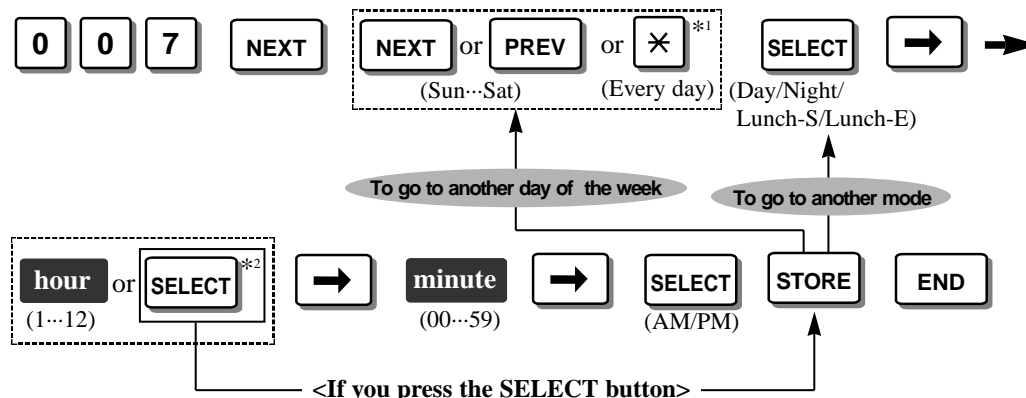 0 0 7 NEXT NEXT or PREV or ✳*1 SELECT → →
(Sun···Sat) (Every day) (Day/Night/
Lunch-S/Lunch-E)
To go to another day of the week To go to another mode
hour or SELECT*2 → minute → SELECT STORE END
(1···12) (00···59) (AM/PM)
<If you press the SELECT button>